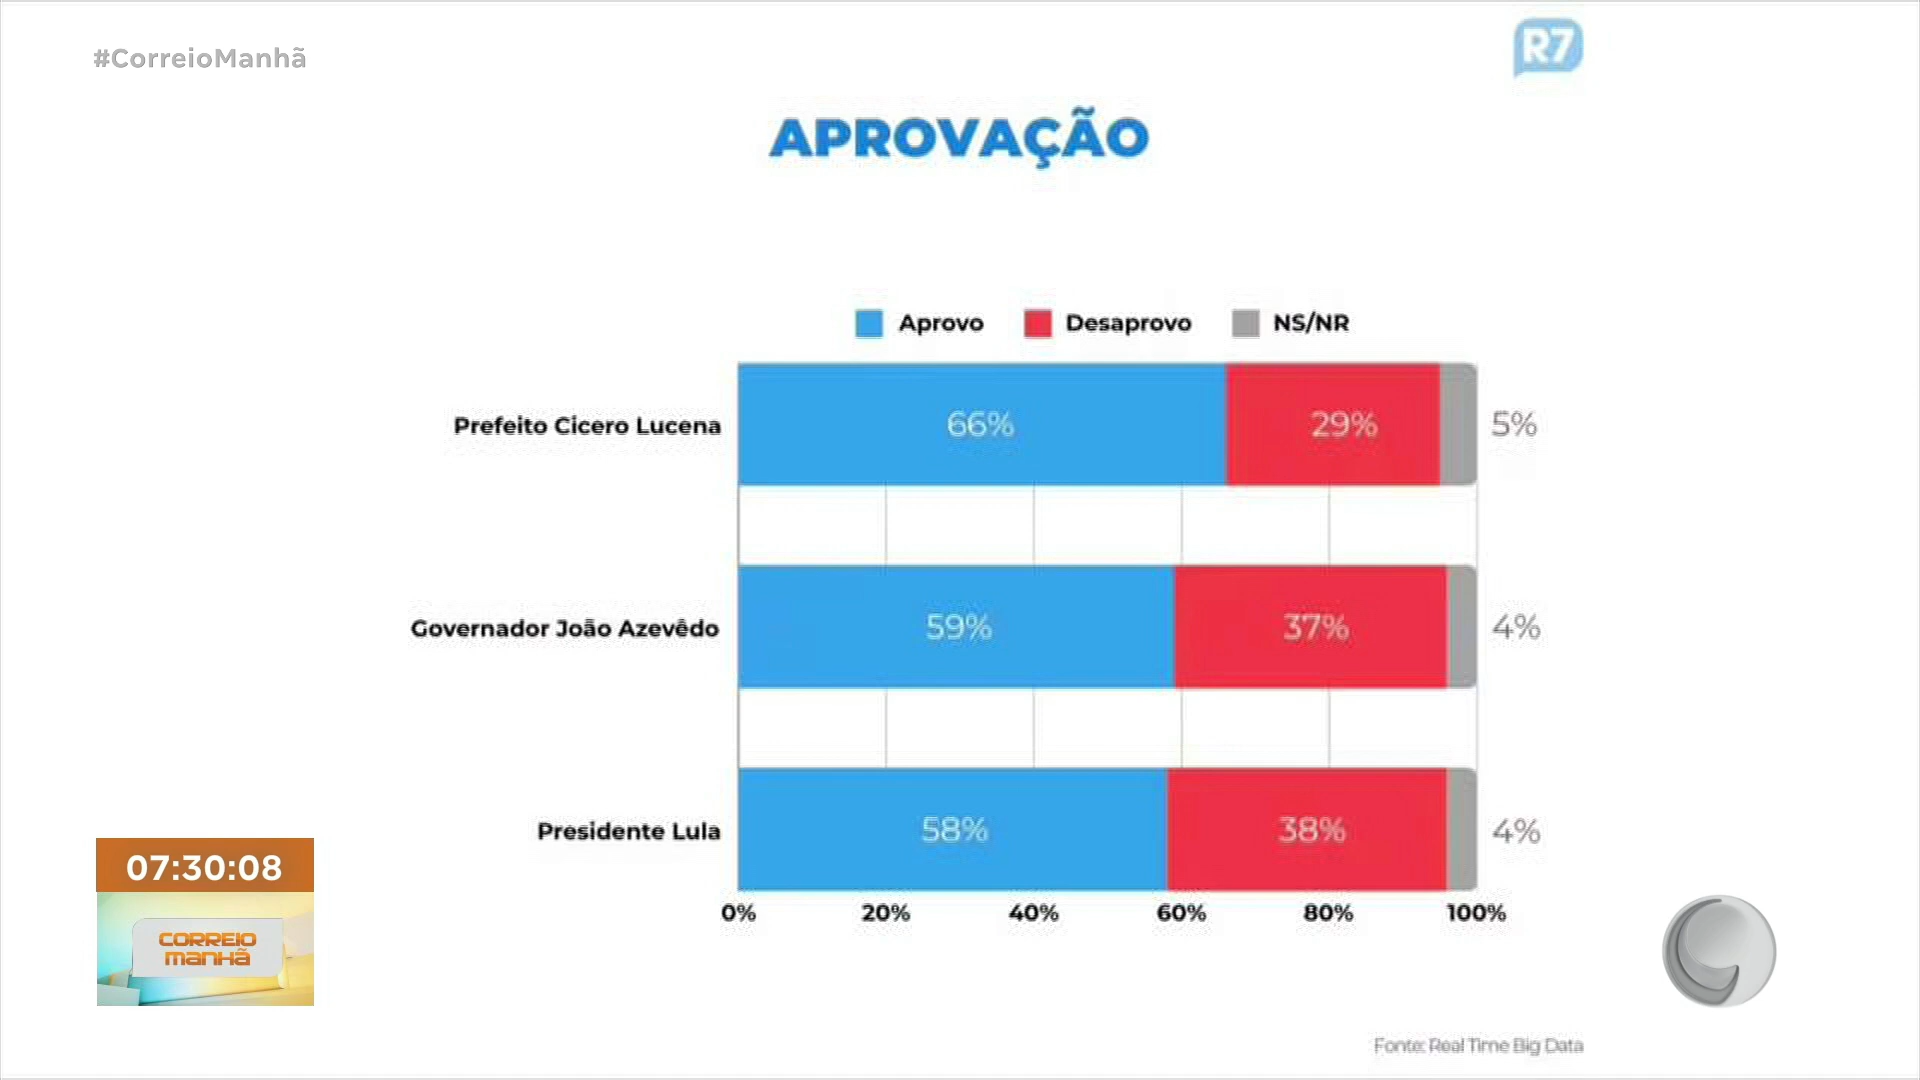 #CorreioManhã
R7
APROVAÇÃO
Aprovo Desaprovo NS/NR
Prefeito Cicero Lucena 66% 29% 5%
Governador João Azevêdo 59% 37% 4%
Presidente Lula 58% 38% 4%
0% 20% 40% 60% 80% 100%
07:30:08
CORREIO
manhã
Fonte: Real Time Big Data